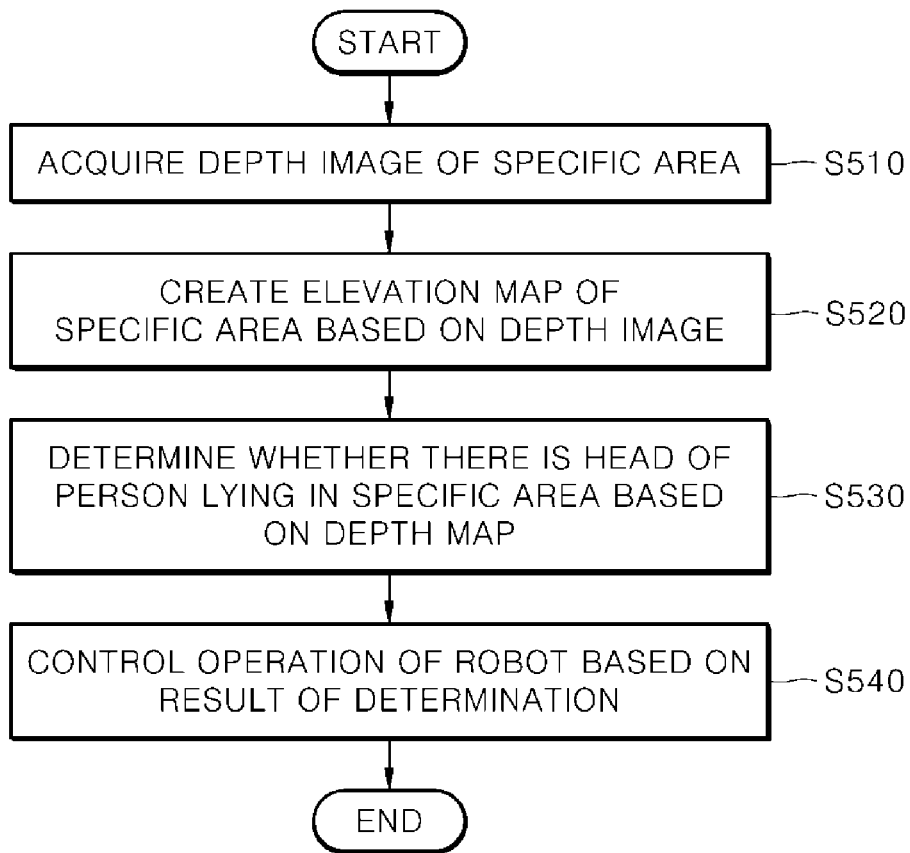 START
ACQUIRE DEPTH IMAGE OF SPECIFIC AREA
S510
CREATE ELEVATION MAP OF
SPECIFIC AREA BASED ON DEPTH IMAGE
S520
DETERMINE WHETHER THERE IS HEAD OF
PERSON LYING IN SPECIFIC AREA BASED
ON DEPTH MAP
S530
CONTROL OPERATION OF ROBOT BASED ON
RESULT OF DETERMINATION
S540
END